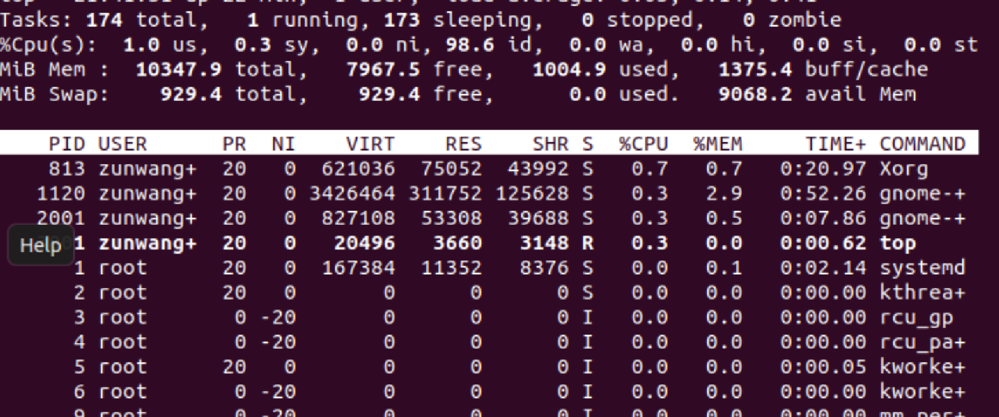 Tasks: 174 total, 1 running, 173 sleeping, 0 stopped, 0 zombie
%Cpu(s): 1.0 us, 0.3 sy, 0.0 ni, 98.6 id, 0.0 wa, 0.0 hi, 0.0 si, 0.0 st
MiB Mem : 10347.9 total, 7967.5 free, 1004.9 used, 1375.4 buff/cache
MiB Swap: 929.4 total, 929.4 free, 0.0 used. 9068.2 avail Mem
PID USER PR NI VIRT RES SHR S %CPU %MEM TIME+ COMMAND
813 zunwang+ 20 0 621036 75052 43992 S 0.7 0.7 0:20.97 Xorg
1120 zunwang+ 20 0 3426464 311752 125628 S 0.3 2.9 0:52.26 gnome-+
2001 zunwang+ 20 0 827108 53308 39688 S 0.3 0.5 0:07.86 gnome-+
Help zunwang+ 20 0 20496 3660 3148 R 0.3 0.0 0:00.62 top
1 root 20 0 167384 11352 8376 S 0.0 0.1 0:02.14 systemd
2 root 20 0 0 0 0 S 0.0 0.0 0:00.00 kthrea+
3 root 0 -20 0 0 0 I 0.0 0.0 0:00.00 rcu_gp
4 root 0 -20 0 0 0 I 0.0 0.0 0:00.00 rcu_pa+
5 root 20 0 0 0 0 I 0.0 0.0 0:00.05 kworke+
6 root 0 -20 0 0 0 I 0.0 0.0 0:00.00 kworke+